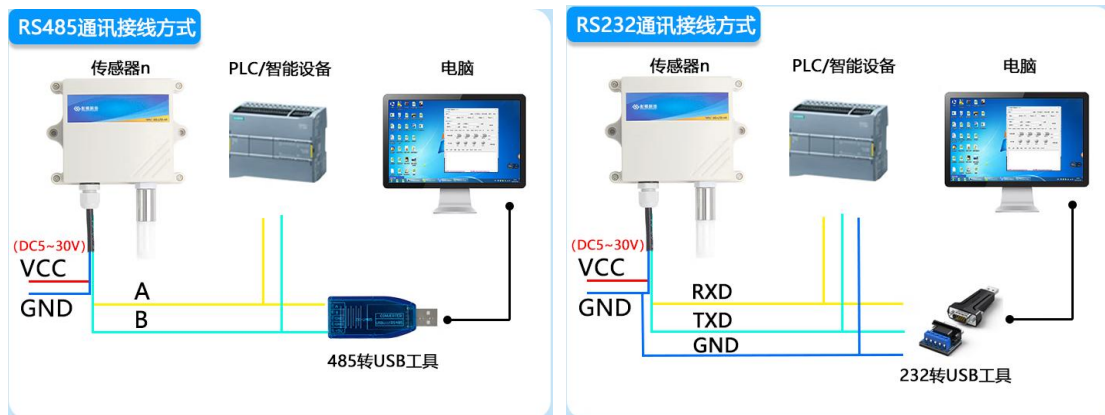 RS485通讯接线方式
传感器n
PLC/智能设备
电脑
(DC5~30V)
VCC
GND
A
B
485转USB工具
RS232通讯接线方式
传感器n
PLC/智能设备
电脑
(DC5~30V)
VCC
GND
RXD
TXD
GND
232转USB工具